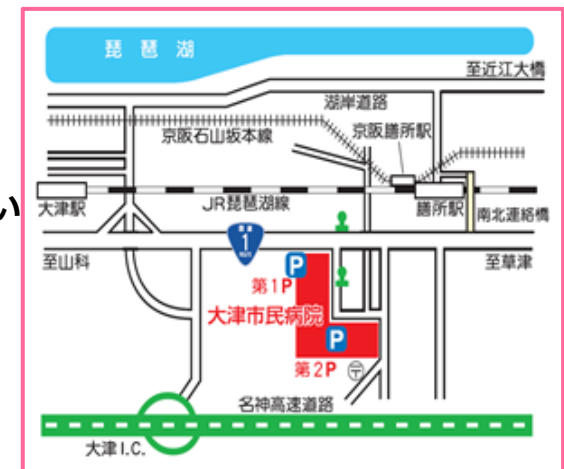 琵琶湖
至近江大橋
湖岸道路
京阪石山坂本線
京阪膳所駅
い
大津駅
JR琵琶湖線
膳所駅
南北連絡橋
1
至山科
至草津
P
第1P
大津市民病院
P
第2P
〒
名神高速道路
大津I.C.